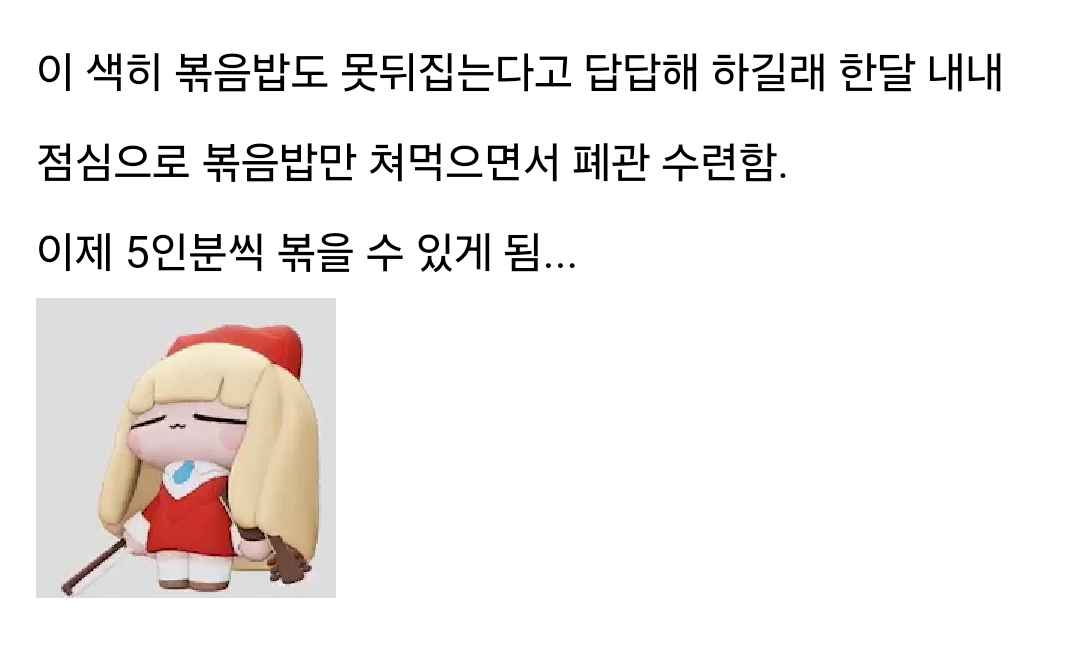 이 색히 볶음밥도 못뒤집는다고 답답해 하길래 한달 내내
점심으로 볶음밥만 쳐먹으면서 폐관 수련함.
이제 5인분씩 볶을 수 있게 됨...